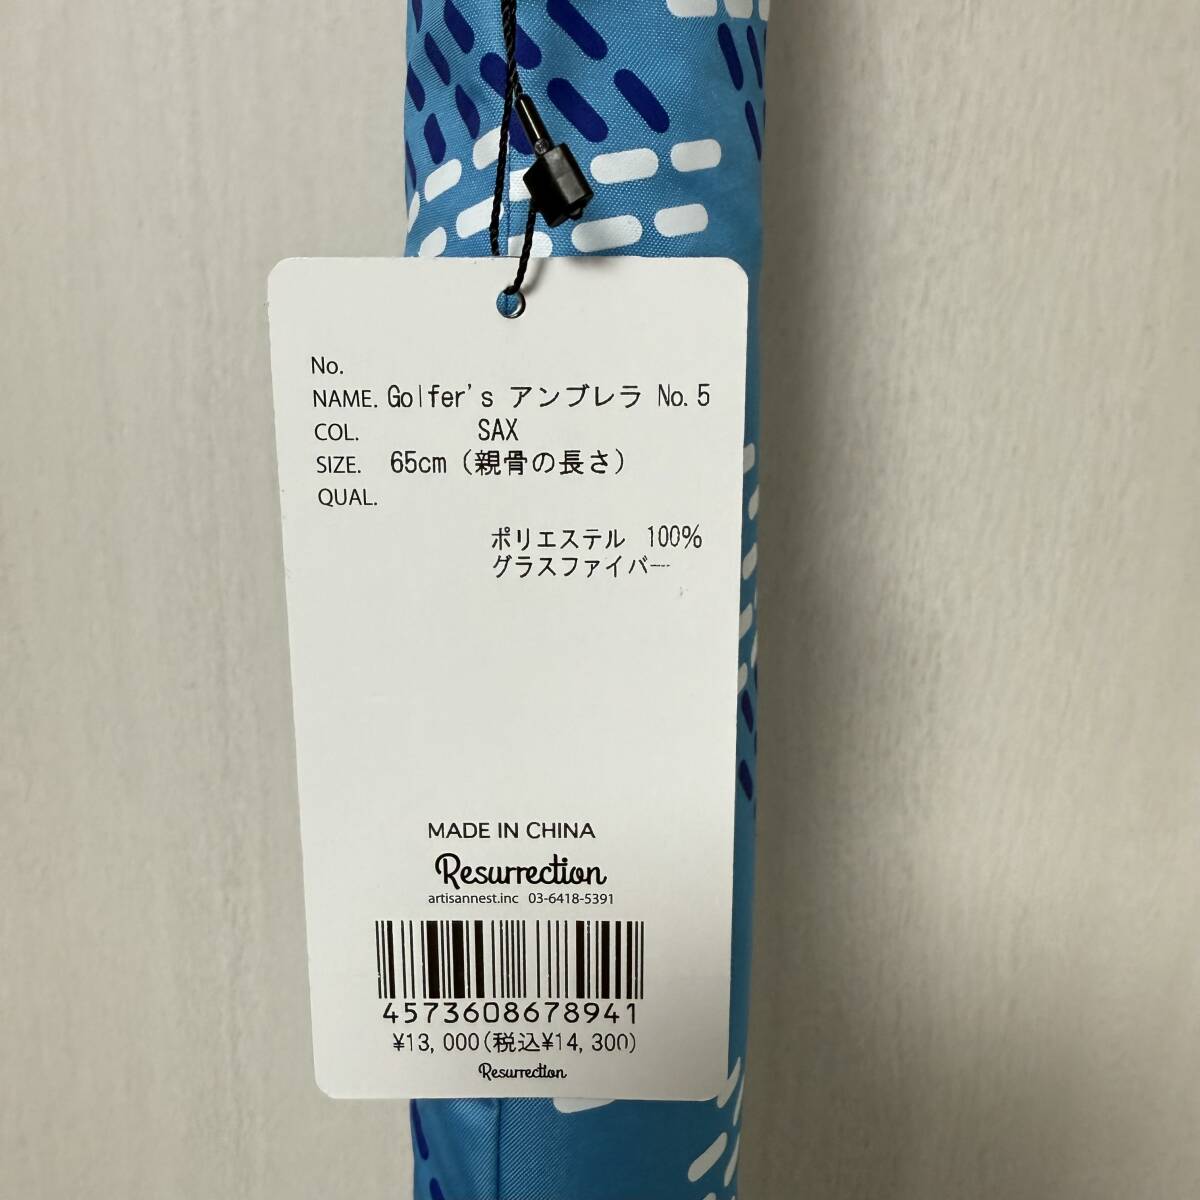 No.
NAME. Golfer's アンブレラ No.5
COL. SAX
SIZE. 65cm (親骨の長さ)
QUAL.
ポリエステル 100%
グラスファイバー
MADE IN CHINA
Resurrection
artisannest.inc 03-6418-5391
4573608678941
¥13,000(税込¥14,300)
Resurrection